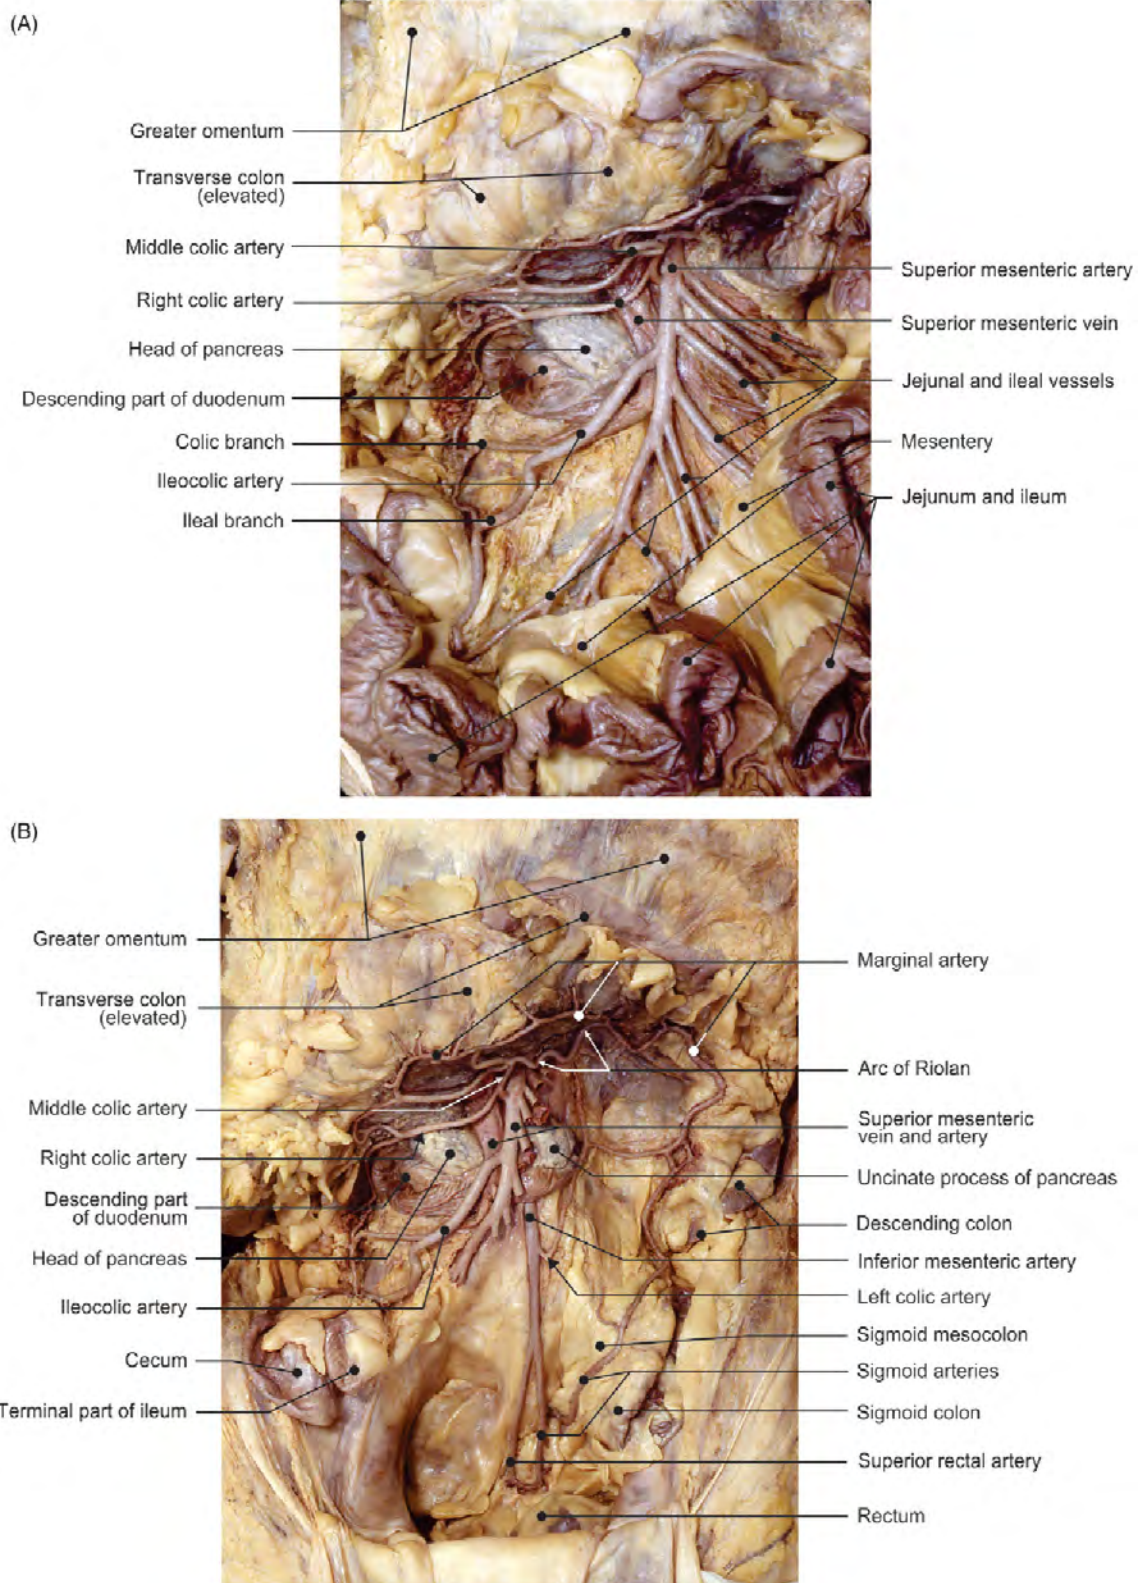 (A)
Greater omentum
Transverse colon
(elevated)
Middle colic artery
Right colic artery
Head of pancreas
Descending part of duodenum
Colic branch
Ileocolic artery
Ileal branch
Superior mesenteric artery
Superior mesenteric vein
Jejunal and ileal vessels
Mesentery
Jejunum and ileum
(B)
Greater omentum
Transverse colon
(elevated)
Middle colic artery
Right colic artery
Descending part
of duodenum
Head of pancreas
Ileocolic artery
Cecum
Terminal part of ileum
Marginal artery
Arc of Riolan
Superior mesenteric
vein and artery
Uncinate process of pancreas
Descending colon
Inferior mesenteric artery
Left colic artery
Sigmoid mesocolon
Sigmoid arteries
Sigmoid colon
Superior rectal artery
Rectum